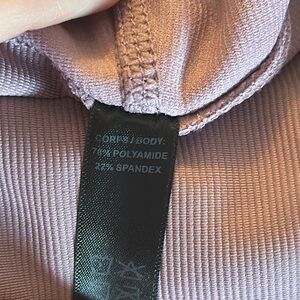 CORPS / BODY:
78% POLYAMIDE
22% SPANDEX